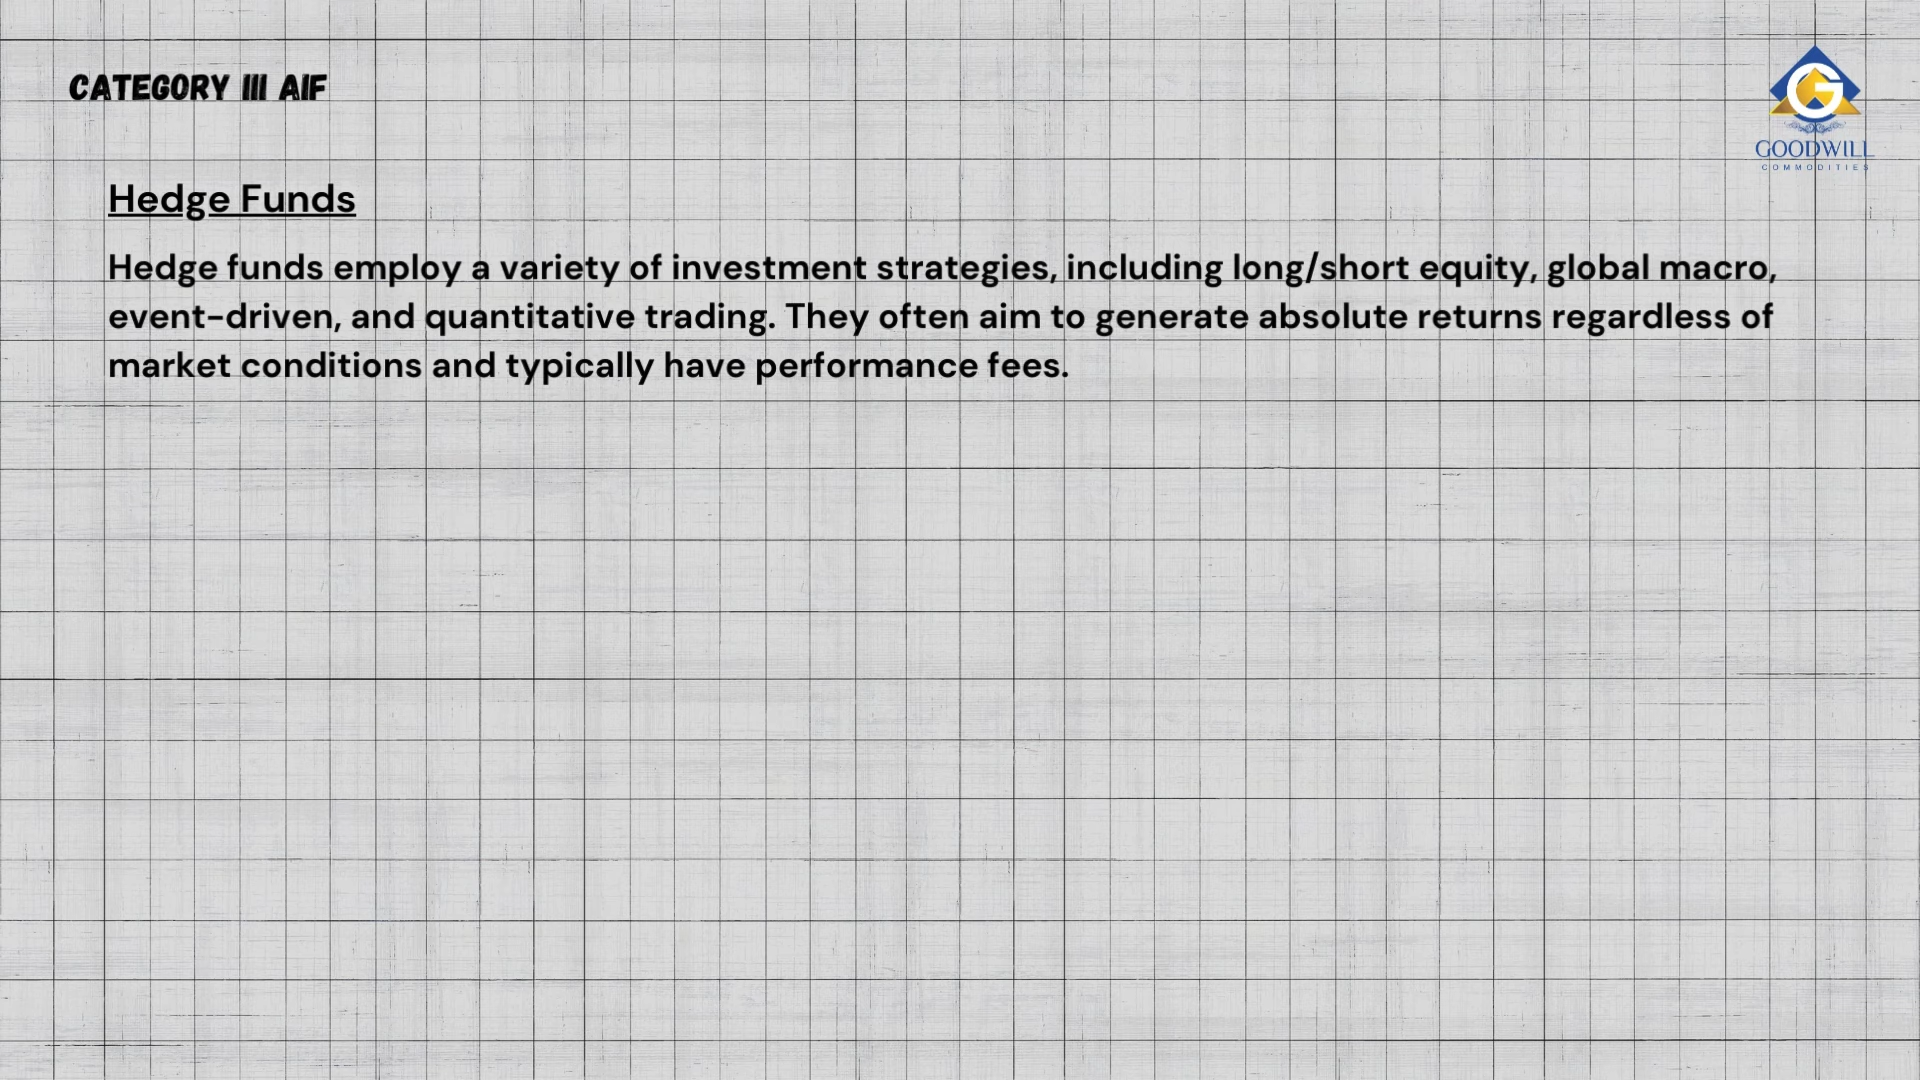 CATEGORY III AIF
GOODWILL
COMMODITIES
Hedge Funds
Hedge funds employ a variety of investment strategies, including long/short equity, global macro,
event-driven, and quantitative trading. They often aim to generate absolute returns regardless of
market conditions and typically have performance fees.